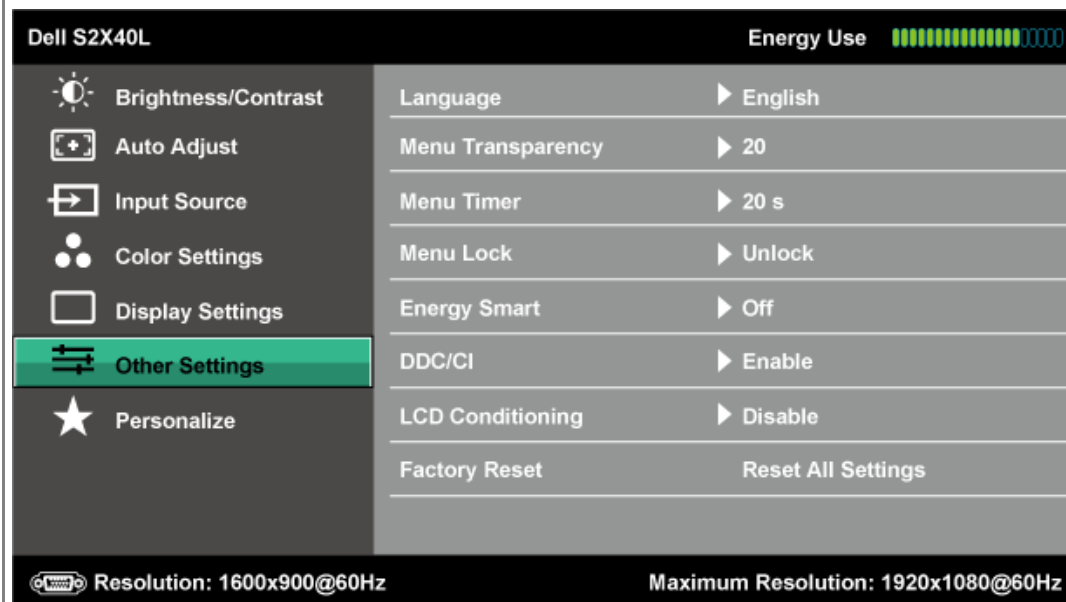 Dell S2X40L Energy Use
Brightness/Contrast Language English
Auto Adjust Menu Transparency 20
Input Source Menu Timer 20 s
Color Settings Menu Lock Unlock
Display Settings Energy Smart Off
Other Settings DDC/CI Enable
Personalize LCD Conditioning Disable
Factory Reset Reset All Settings
Resolution: 1600x900@60Hz Maximum Resolution: 1920x1080@60Hz